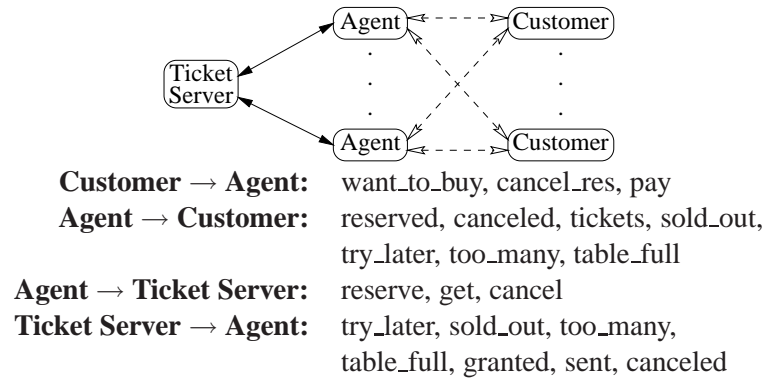 Agent Customer
Ticket
Server
Agent Customer
Customer → Agent: want_to_buy, cancel_res, pay
Agent → Customer: reserved, canceled, tickets, sold_out,
try_later, too_many, table_full
Agent → Ticket Server: reserve, get, cancel
Ticket Server → Agent: try_later, sold_out, too_many,
table_full, granted, sent, canceled